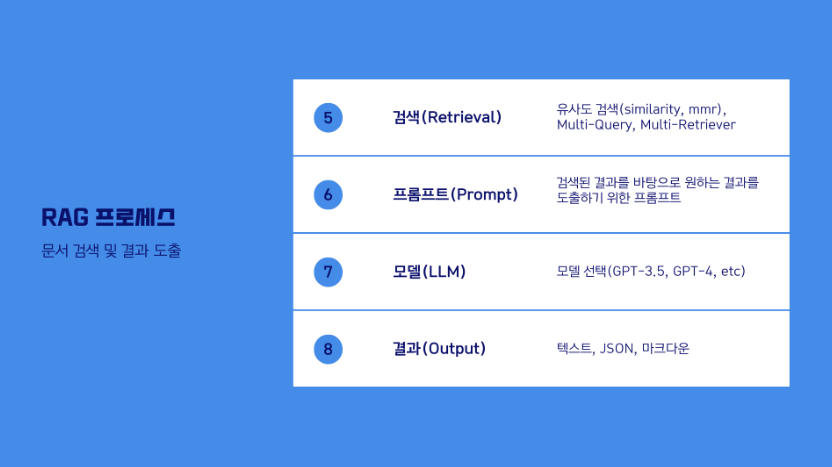 RAG 프로세스
문서 검색 및 결과 도출
5
검색(Retrieval)
유사도 검색(similarity, mmr),
Multi-Query, Multi-Retriever
6
프롬프트(Prompt)
검색된 결과를 바탕으로 원하는 결과를
도출하기 위한 프롬프트
7
모델(LLM)
모델 선택(GPT-3.5, GPT-4, etc)
8
결과(Output)
텍스트, JSON, 마크다운